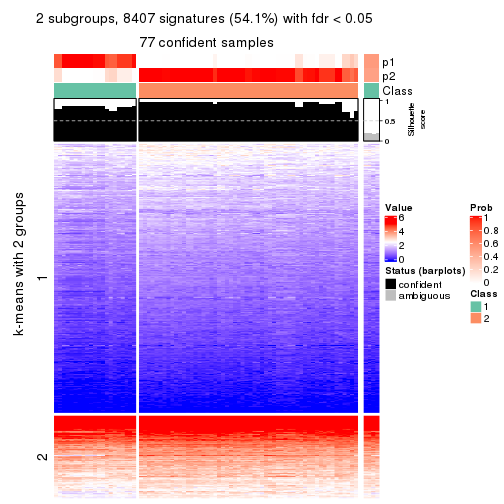 2 subgroups, 8407 signatures (54.1%) with fdr < 0.05
77 confident samples
p1
p2
Class
1
0.5
0
Silhouette
score
k-means with 2 groups
1
2
Value
6
4
2
0
Status (barplots)
confident
ambiguous
Prob
1
0.8
0.6
0.4
0.2
0
Class
1
2